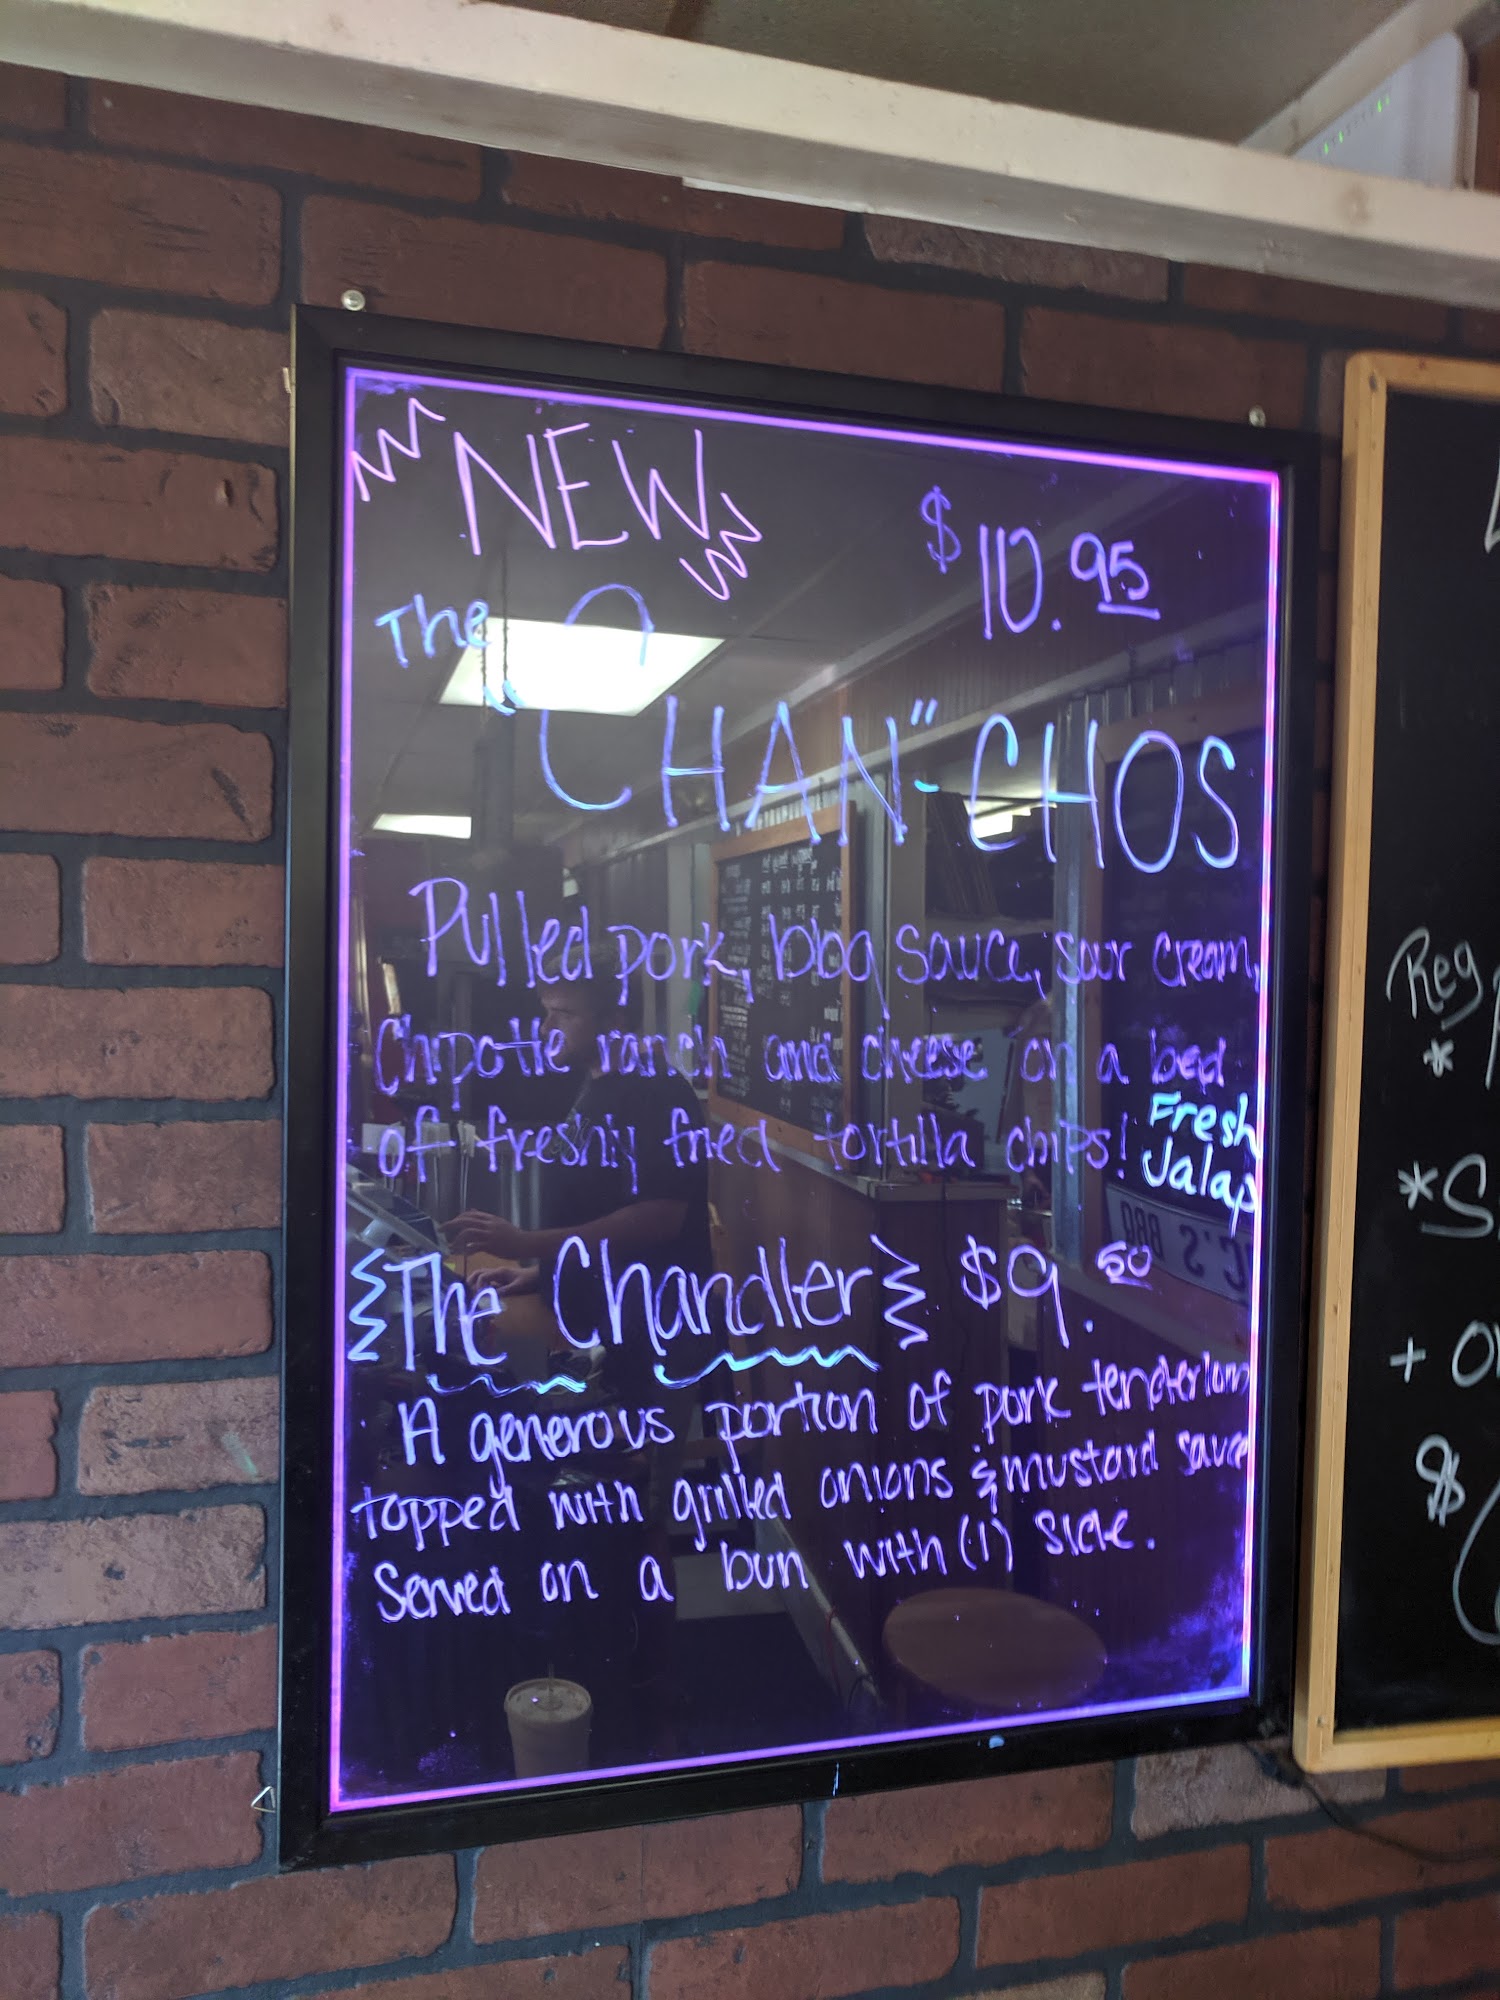 NEW
$10.95
The
"CHAN"-CHOS
Pulled pork, bbq sauce, sour cream,
Chipotle ranch and cheese on a bed
of freshly fried tortilla chips!
Fresh
Jalap
{The Chandler} $9.50
A generous portion of pork tenderloin
topped with grilled onions & mustard sauce
Served on a bun with (1) side.
Reg
*
*S
+ O
$
C'S BBQ